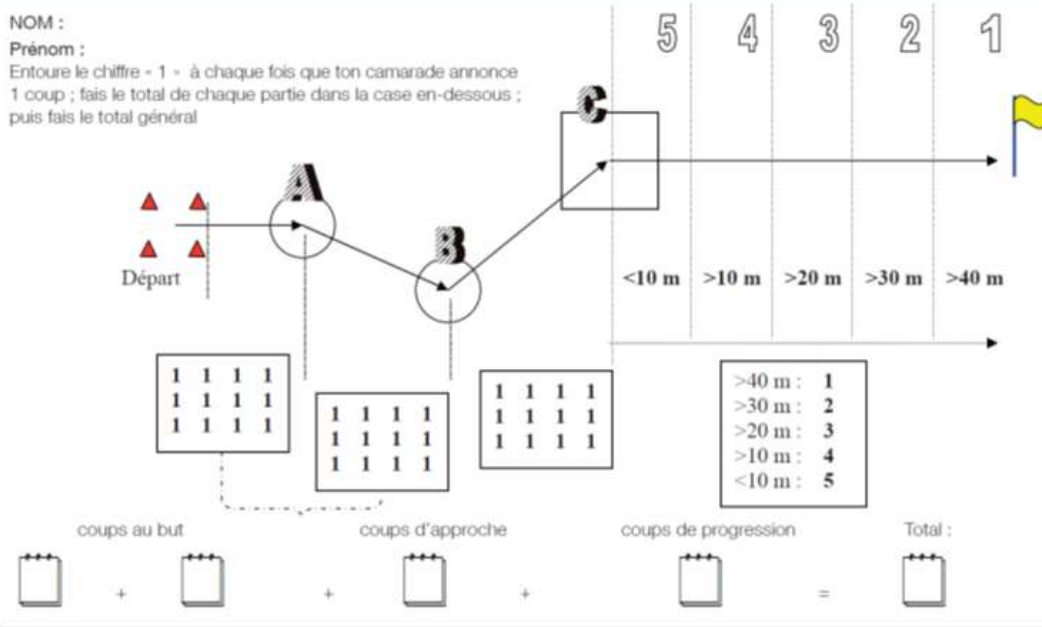 NOM :
Prénom :
Entoure le chiffre « 1 » à chaque fois que ton camarade annonce
1 coup ; fais le total de chaque partie dans la case en-dessous ;
puis fais le total général
5 4 3 2 1
C
A
B
Départ
<10 m >10 m >20 m >30 m >40 m
1 1 1 1
1 1 1 1
1 1 1 1
1 1 1 1
1 1 1 1
1 1 1 1
1 1 1 1
1 1 1 1
1 1 1 1
>40 m : 1
>30 m : 2
>20 m : 3
>10 m : 4
<10 m : 5
coups au but coups d'approche coups de progression Total :
+ + + =